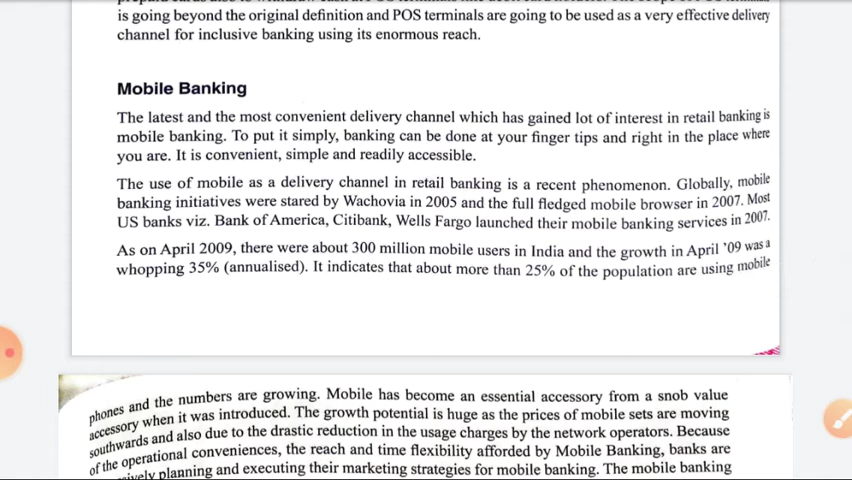 is going beyond the original definition and POS terminals are going to be used as a very effective delivery
channel for inclusive banking using its enormous reach.
Mobile Banking
The latest and the most convenient delivery channel which has gained lot of interest in retail banking is
mobile banking. To put it simply, banking can be done at your finger tips and right in the place where
you are. It is convenient, simple and readily accessible.
The use of mobile as a delivery channel in retail banking is a recent phenomenon. Globally, mobile
banking initiatives were stared by Wachovia in 2005 and the full fledged mobile browser in 2007. Most
US banks viz. Bank of America, Citibank, Wells Fargo launched their mobile banking services in 2007.
As on April 2009, there were about 300 million mobile users in India and the growth in April '09 was a
whopping 35% (annualised). It indicates that about more than 25% of the population are using mobile
phones and the numbers are growing. Mobile has become an essential accessory from a snob value
accessory when it was introduced. The growth potential is huge as the prices of mobile sets are moving
southwards and also due to the drastic reduction in the usage charges by the network operators. Because
of the operational conveniences, the reach and time flexibility afforded by Mobile Banking, banks are
planning and executing their marketing strategies for mobile banking. The mobile banking